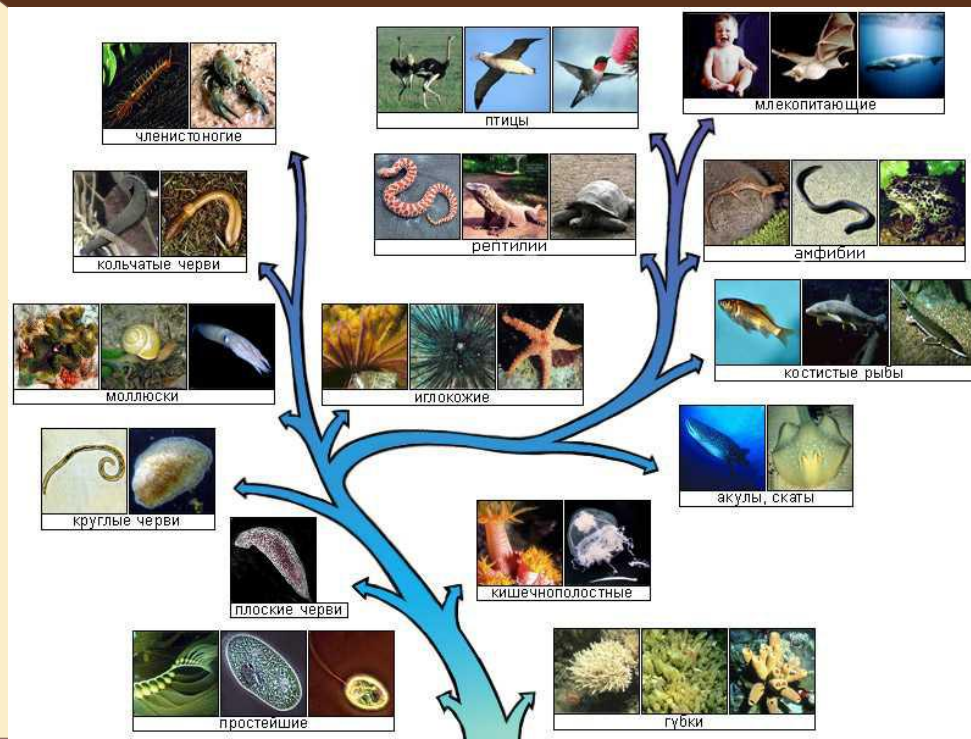 млекопитающие
птицы
членистоногие
рептилии
амфибии
кольчатые черви
костистые рыбы
моллюски
иглокожие
акулы, скаты
круглые черви
кишечнополостные
плоские черви
простейшие
губки